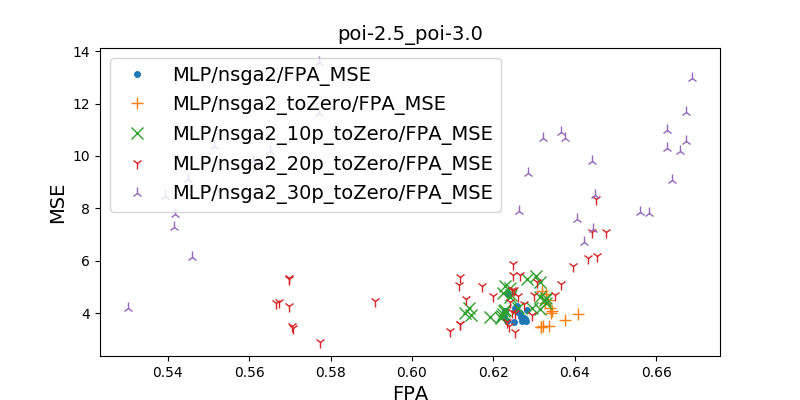 poi-2.5_poi-3.0
MSE
14
12
10
8
6
4
MLP/nsga2/FPA_MSE
MLP/nsga2_toZero/FPA_MSE
MLP/nsga2_10p_toZero/FPA_MSE
MLP/nsga2_20p_toZero/FPA_MSE
MLP/nsga2_30p_toZero/FPA_MSE
0.54 0.56 0.58 0.60 0.62 0.64 0.66
FPA